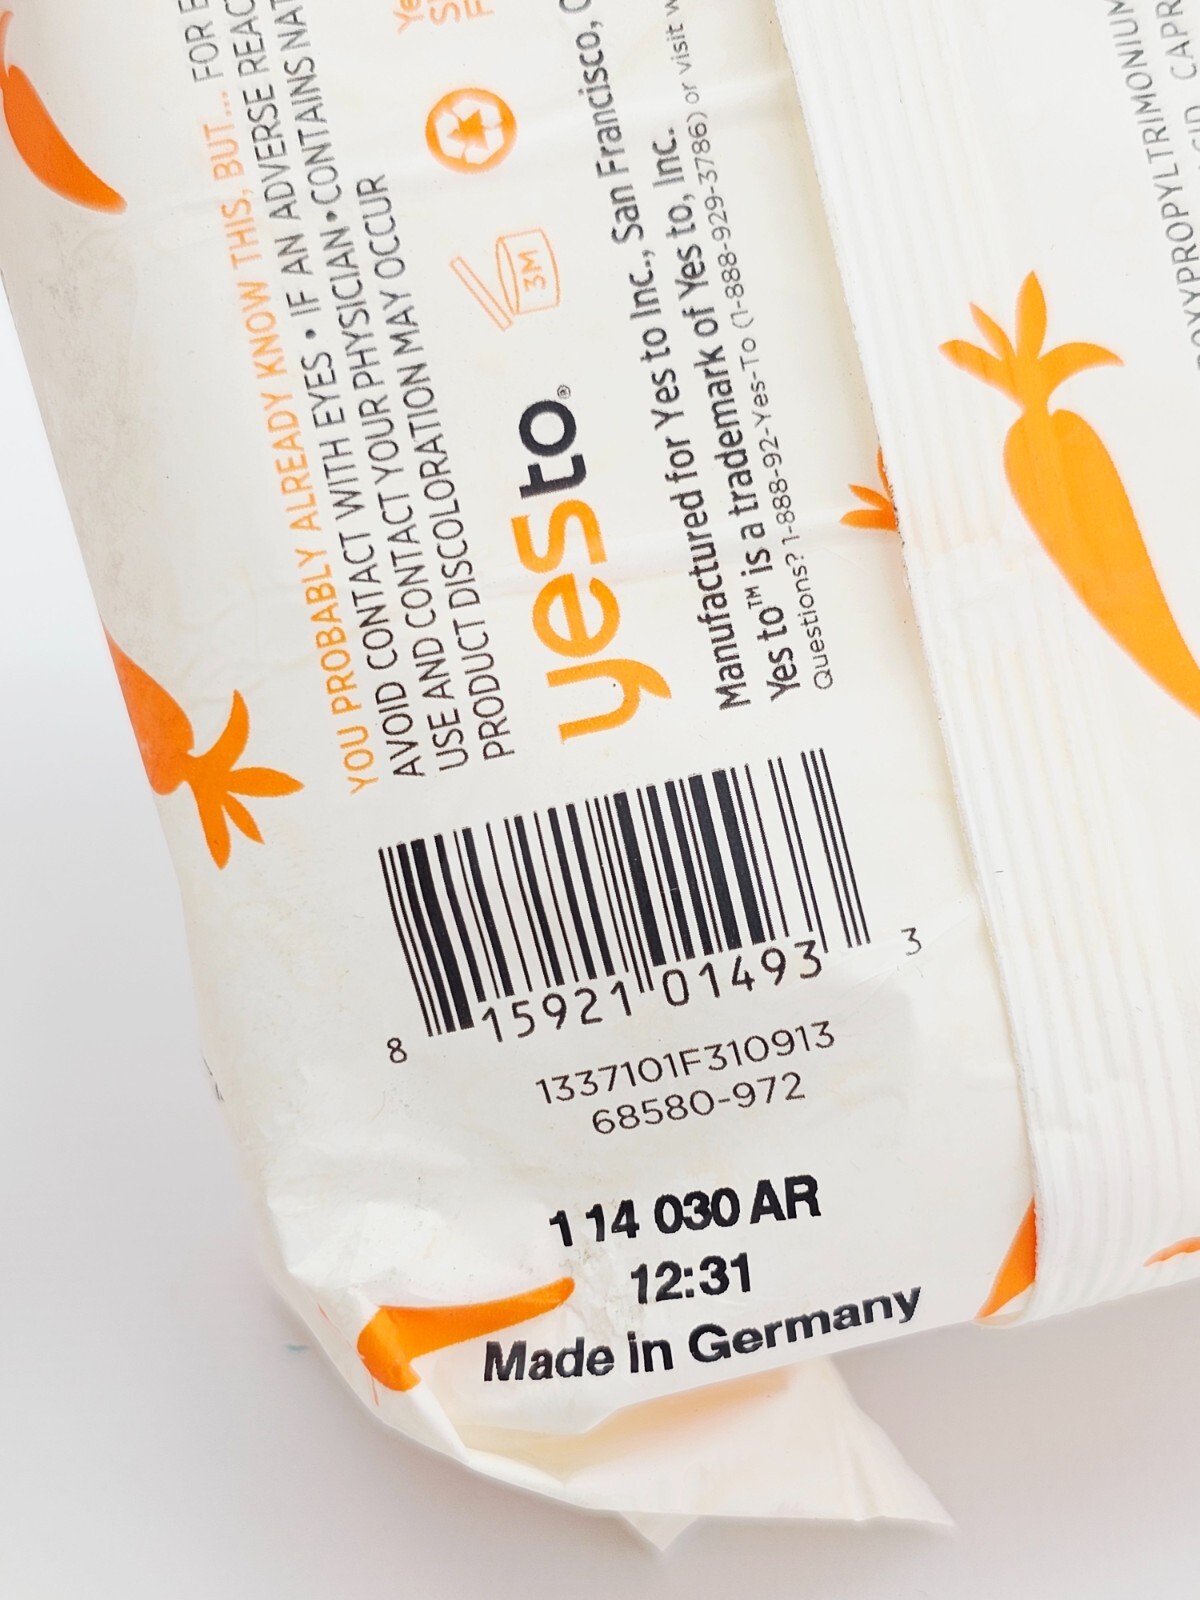 YOU PROBABLY ALREADY KNOW THIS, BUT... FOR
AVOID CONTACT WITH EYES • IF AN ADVERSE
USE AND CONTACT YOUR PHYSICIAN • CONTAINS
PRODUCT DISCOLORATION MAY OCCUR
3M
yesto®
Manufactured for Yes to Inc., San Francisco,
Yes to™ is a trademark of Yes to, Inc.
Questions? 1-888-92-Yes-To (1-888-929-3786) or visit
8 15921 01493 3
1337101F310913
68580-972
1 14 030 AR
12:31
Made in Germany